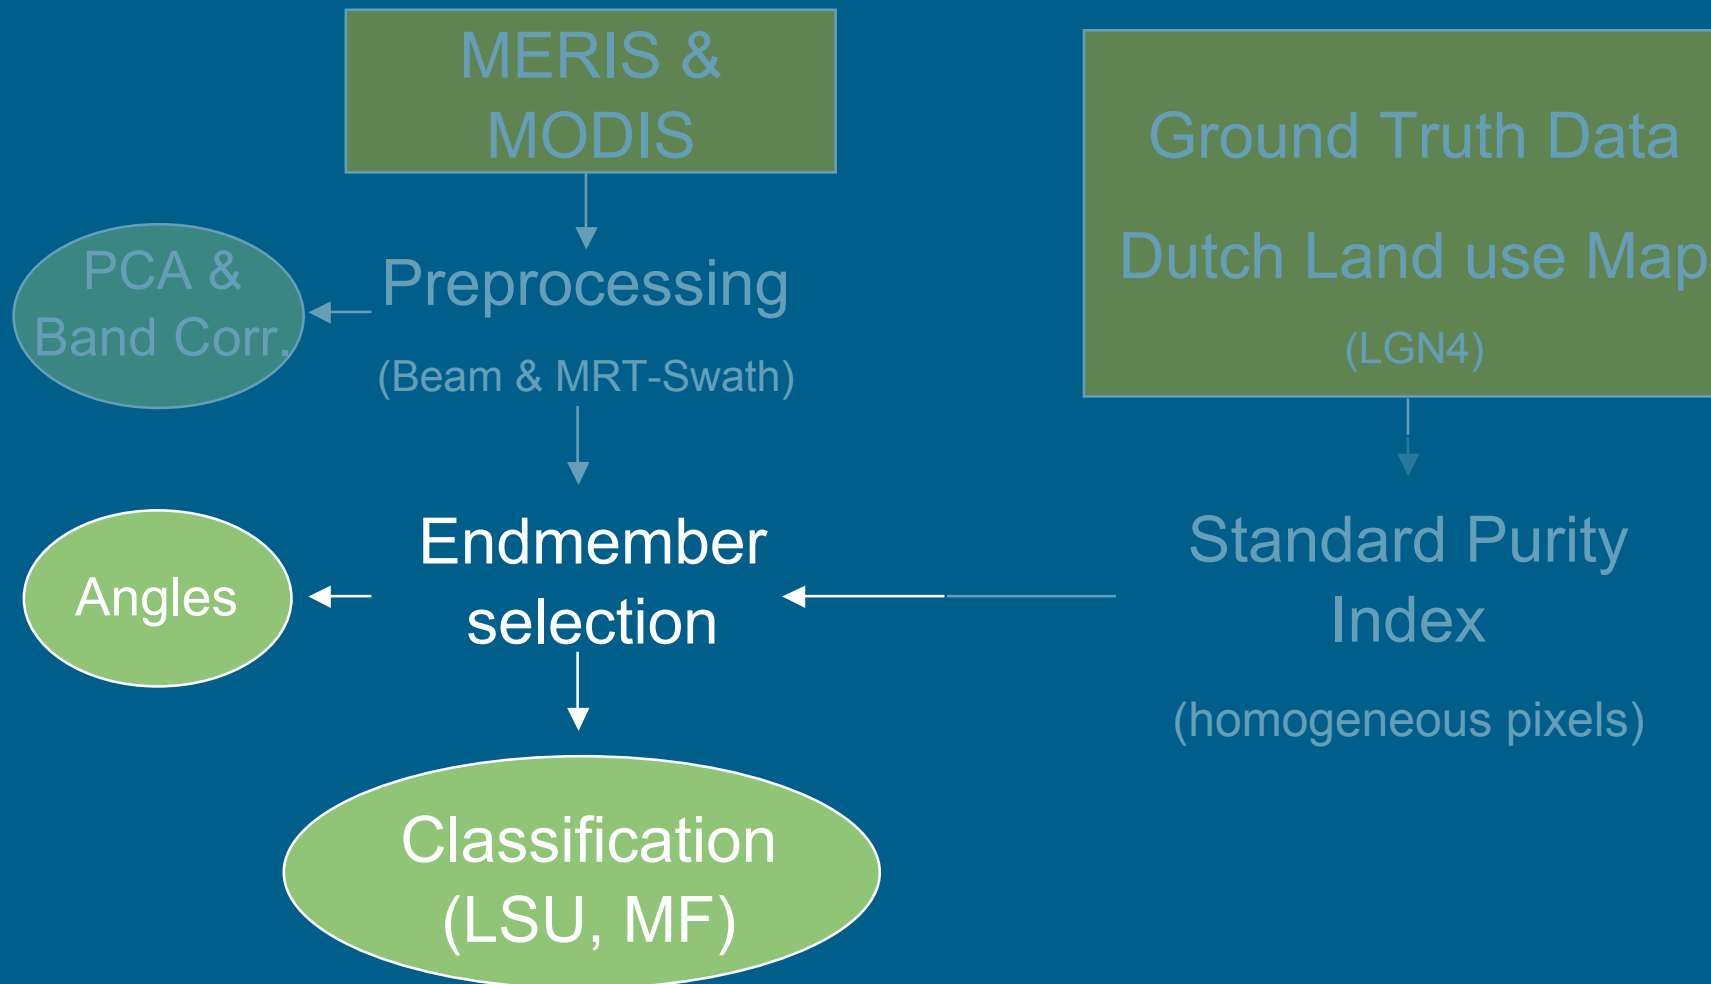 MERIS &
MODIS
Ground Truth Data
Dutch Land use Map
(LGN4)
PCA &
Band Corr.
Preprocessing
(Beam & MRT-Swath)
Angles
Endmember
selection
Standard Purity
Index
(homogeneous pixels)
Classification
(LSU, MF)